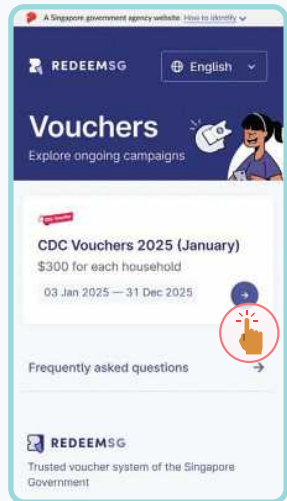 A Singapore government agency website How to identify
REDEEMSG
English
Vouchers
Explore ongoing campaigns
CDC Vouchers
CDC Vouchers 2025 (January)
$300 for each household
03 Jan 2025 — 31 Dec 2025
Frequently asked questions
REDEEMSG
Trusted voucher system of the Singapore
Government